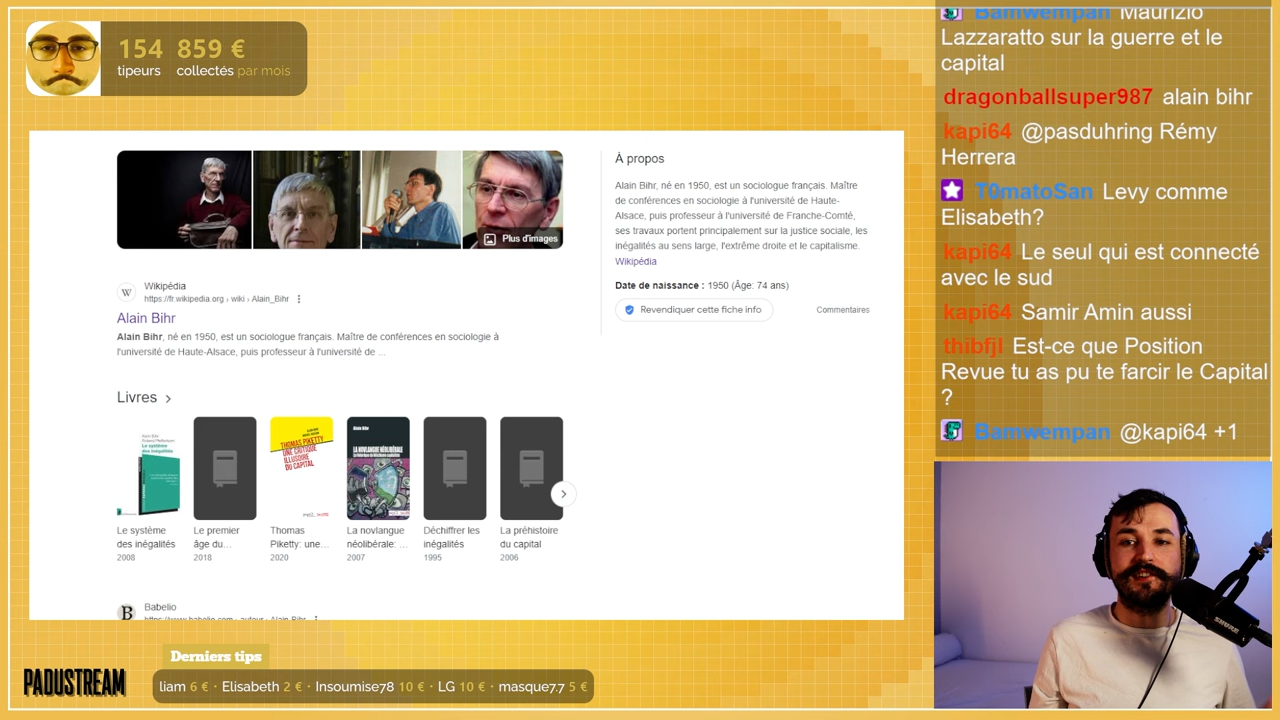 154 859 €
tipeurs collectés par mois
Plus d'images
Wikipédia
https://fr.wikipedia.org › wiki › Alain_Bihr
Alain Bihr
Alain Bihr, né en 1950, est un sociologue français. Maître de conférences en sociologie à
l'université de Haute-Alsace, puis professeur à l'université de ...
Livres
Le système
des inégalités
2008
Le premier
âge du...
2018
Thomas
Piketty: une...
2020
La novlangue
néolibérale: ...
2007
Déchiffrer les
inégalités
1995
La préhistoire
du capital
2006
B
Babelio
https://www.babelio.com › auteur › Alain-Bihr
À propos
Alain Bihr, né en 1950, est un sociologue français. Maître
de conférences en sociologie à l'université de Haute-
Alsace, puis professeur à l'université de Franche-Comté,
ses travaux portent principalement sur la justice sociale, les
inégalités au sens large, l'extrême droite et le capitalisme.
Wikipédia
Date de naissance : 1950 (Âge: 74 ans)
Revendiquer cette fiche info
Commentaires
Bamwempan Maurizio
Lazzaratto sur la guerre et le
capital
dragonballsuper987 alain bihr
kapi64 @pasduhring Rémy
Herrera
T0matoSan Levy comme
Elisabeth?
kapi64 Le seul qui est connecté
avec le sud
kapi64 Samir Amin aussi
thibfjl Est-ce que Position
Revue tu as pu te farcir le Capital
?
Bamwempan @kapi64 +1
SHURE
Derniers tips
PADUSTREAM
liam 6 € · Elisabeth 2 € · Insoumise78 10 € · LG 10 € · masque7.7 5 €